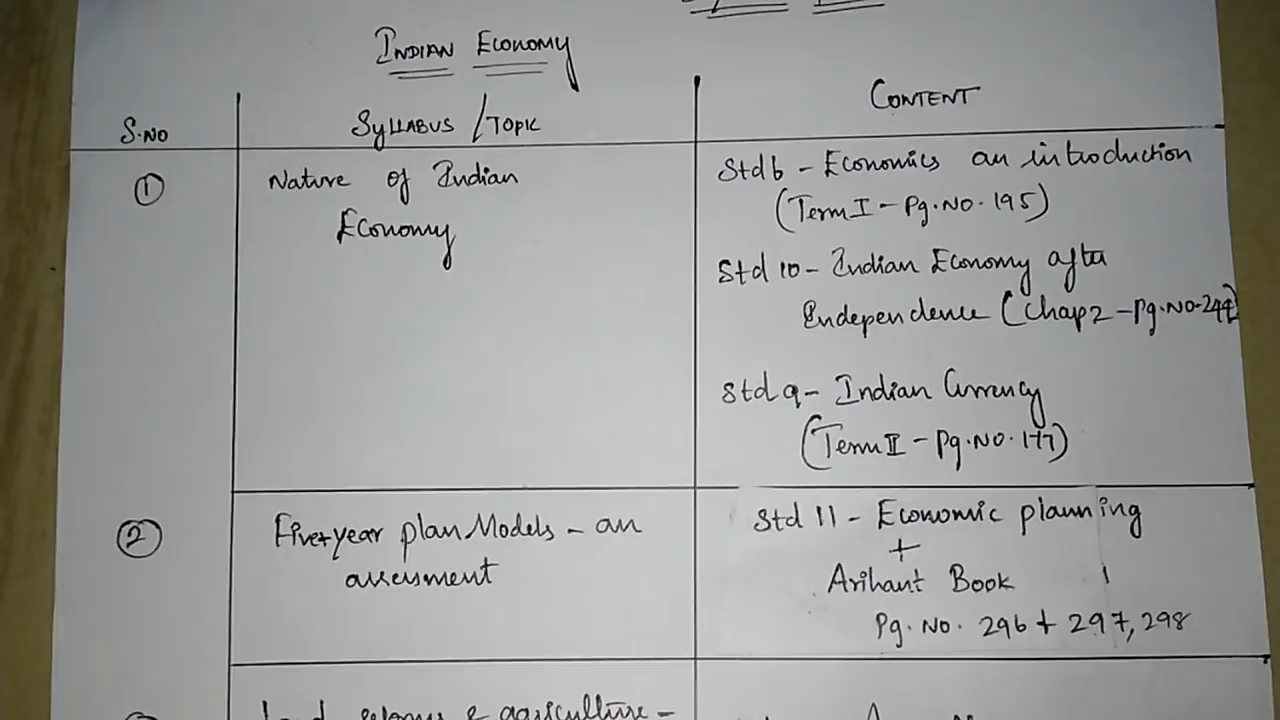 INDIAN ECONOMY
S.NO
SYLLABUS / TOPIC
CONTENT
①
Nature of Indian
Economy
Std 6 - Economics an introduction
(Term I - Pg.No. 195)
Std 10 - Indian Economy after
Independence (Chap 2 - Pg.No-244)
Std 9 - Indian Currency
(Term II - Pg.No. 177)
②
Five year plan Models - an
assessment
Std 11 - Economic planning
+
Arihant Book
Pg. No. 296 + 297, 298
Land reforms & agriculture -